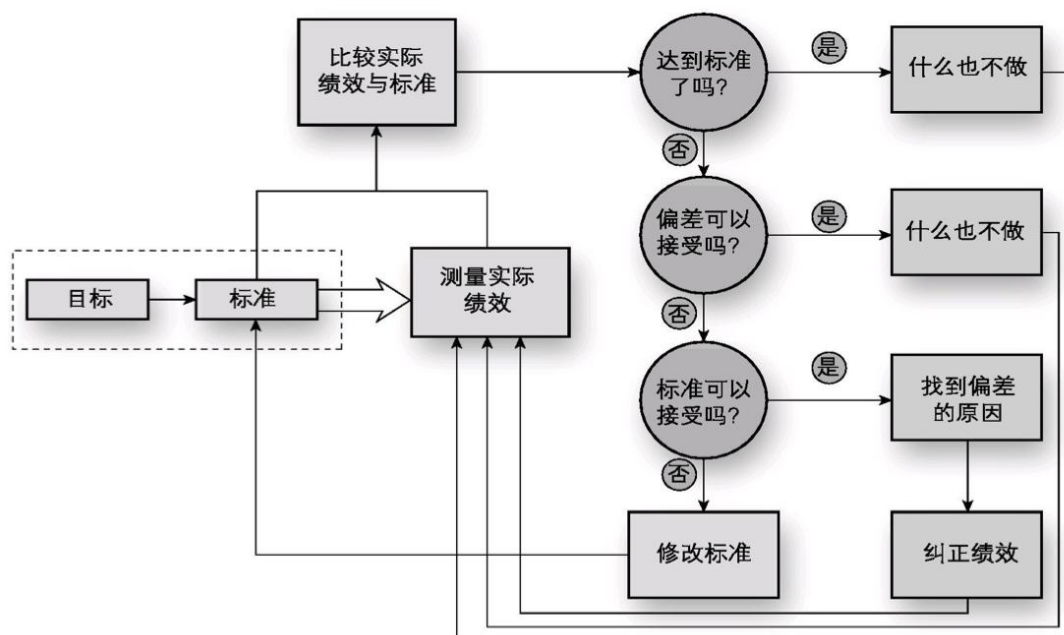 比较实际
绩效与标准
达到标准
了吗?
是
什么也不做
否
偏差可以
接受吗?
是
什么也不做
目标
标准
测量实际
绩效
否
标准可以
接受吗?
是
找到偏差
的原因
否
修改标准
纠正绩效